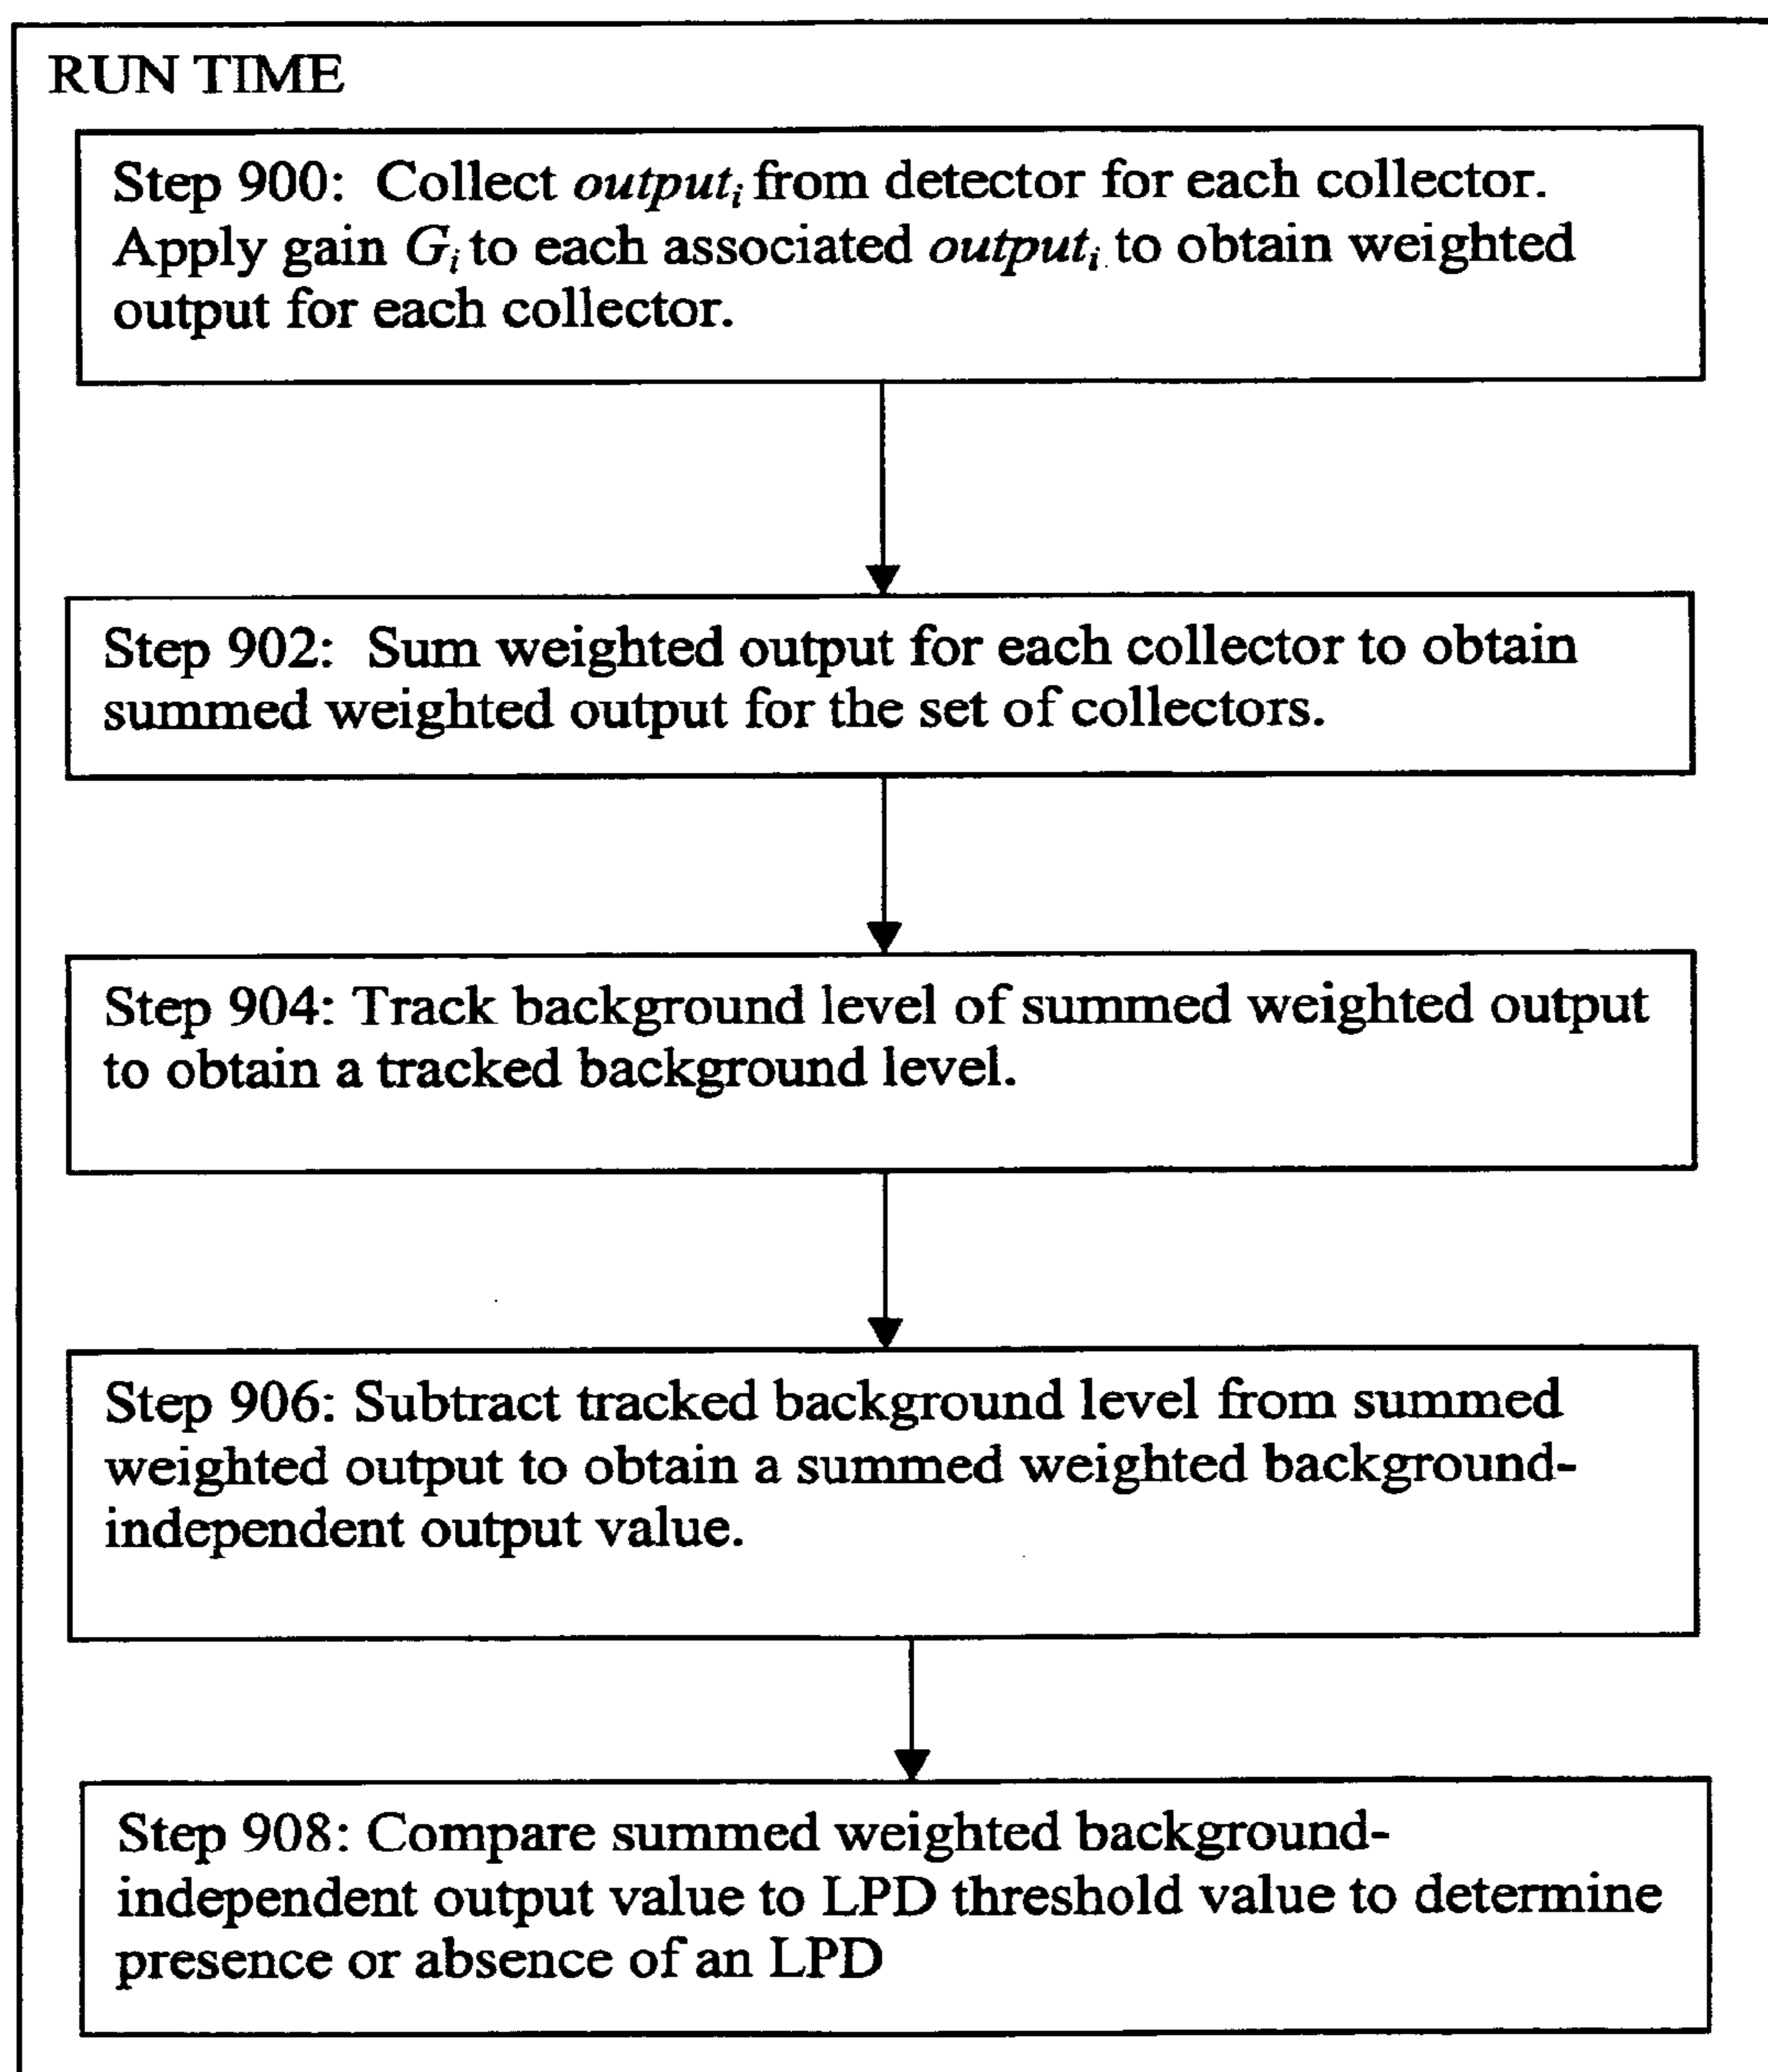 RUN TIME
Step 900: Collect output_i from detector for each collector.
Apply gain G_i to each associated output_i to obtain weighted
output for each collector.
Step 902: Sum weighted output for each collector to obtain
summed weighted output for the set of collectors.
Step 904: Track background level of summed weighted output
to obtain a tracked background level.
Step 906: Subtract tracked background level from summed
weighted output to obtain a summed weighted background-
independent output value.
Step 908: Compare summed weighted background-
independent output value to LPD threshold value to determine
presence or absence of an LPD